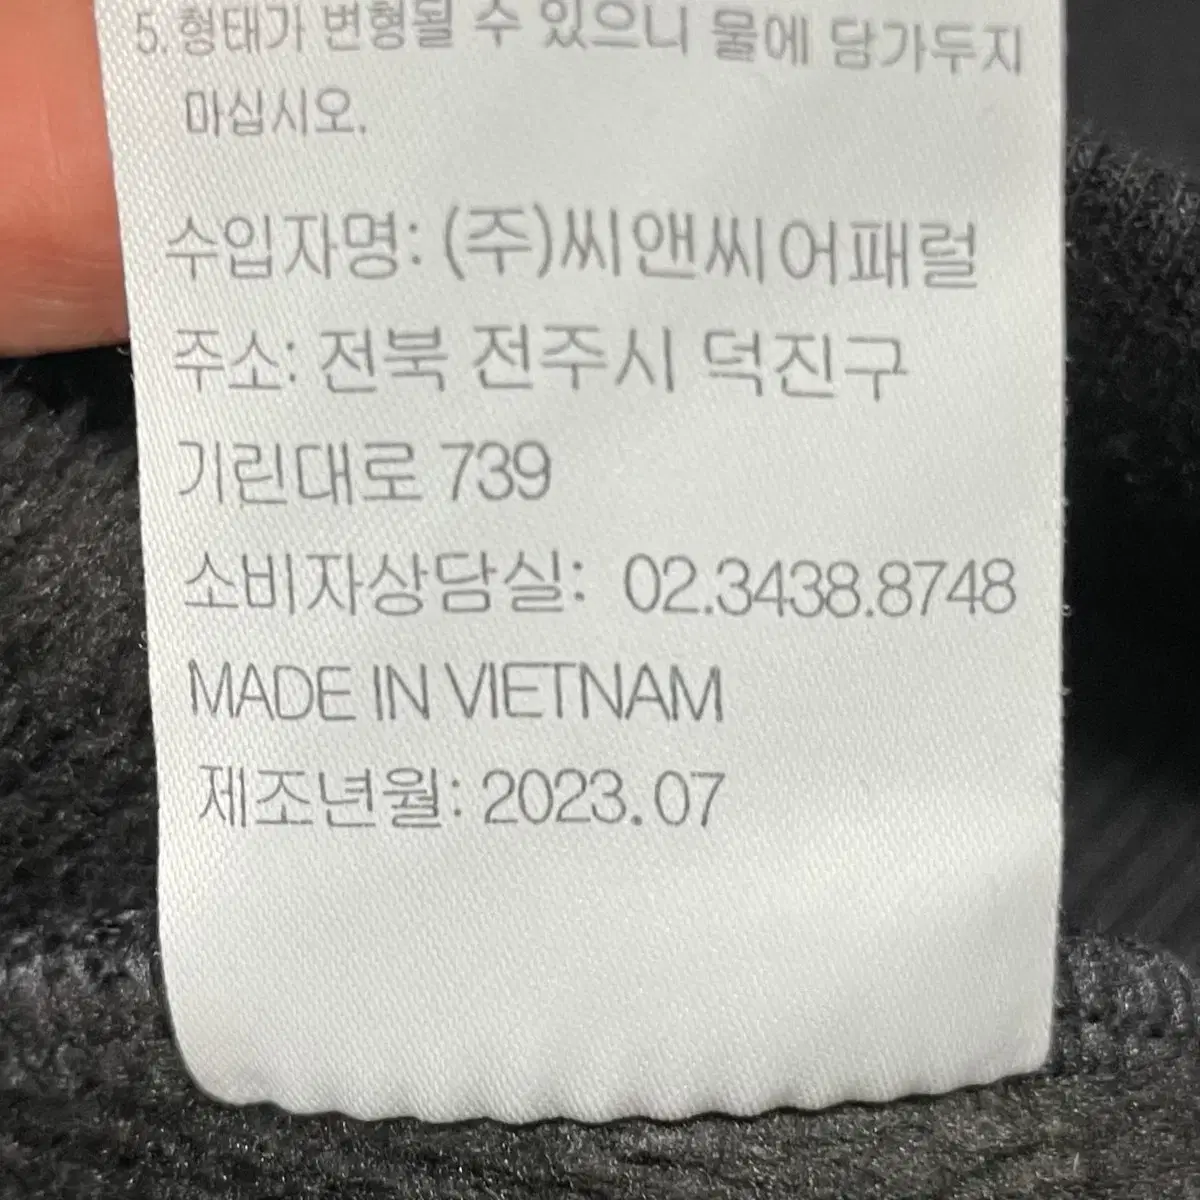 5. 형태가 변형될 수 있으니 물에 담가두지
마십시오.
수입자명: (주)씨앤씨어패럴
주소: 전북 전주시 덕진구
기린대로 739
소비자상담실: 02.3438.8748
MADE IN VIETNAM
제조년월: 2023.07